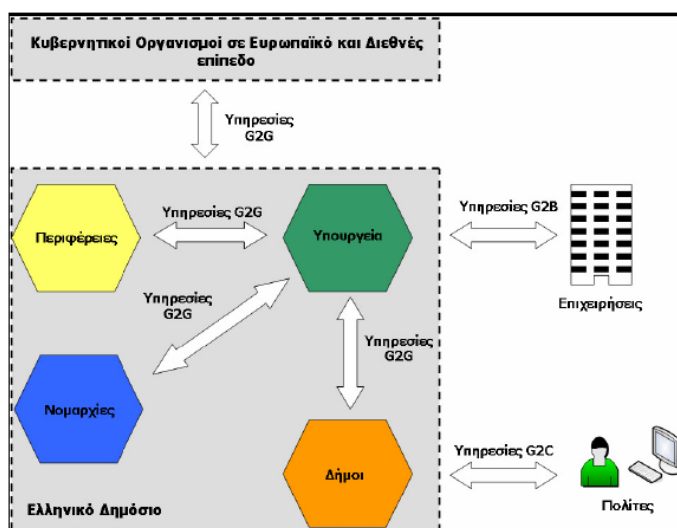 Κυβερνητικοί Οργανισμοί σε Ευρωπαϊκό και Διεθνές
επίπεδο
Υπηρεσίες
G2G
Περιφέρειες
Υπηρεσίες G2G
Υπουργεία
Υπηρεσίες G2B
Επιχειρήσεις
Υπηρεσίες
G2G
Υπηρεσίες
G2G
Νομαρχίες
Δήμοι
Υπηρεσίες G2C
Πολίτες
Ελληνικό Δημόσιο